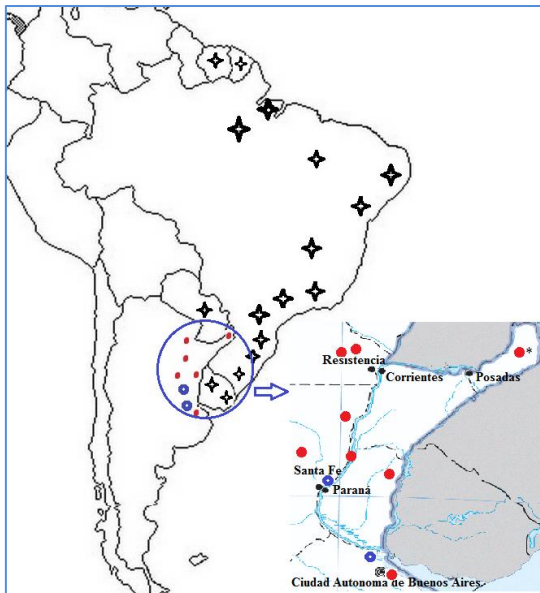 *
Resistencia
Corrientes
Posadas
Santa Fe
Paraná
Ciudad Autonoma de Buenos Aires